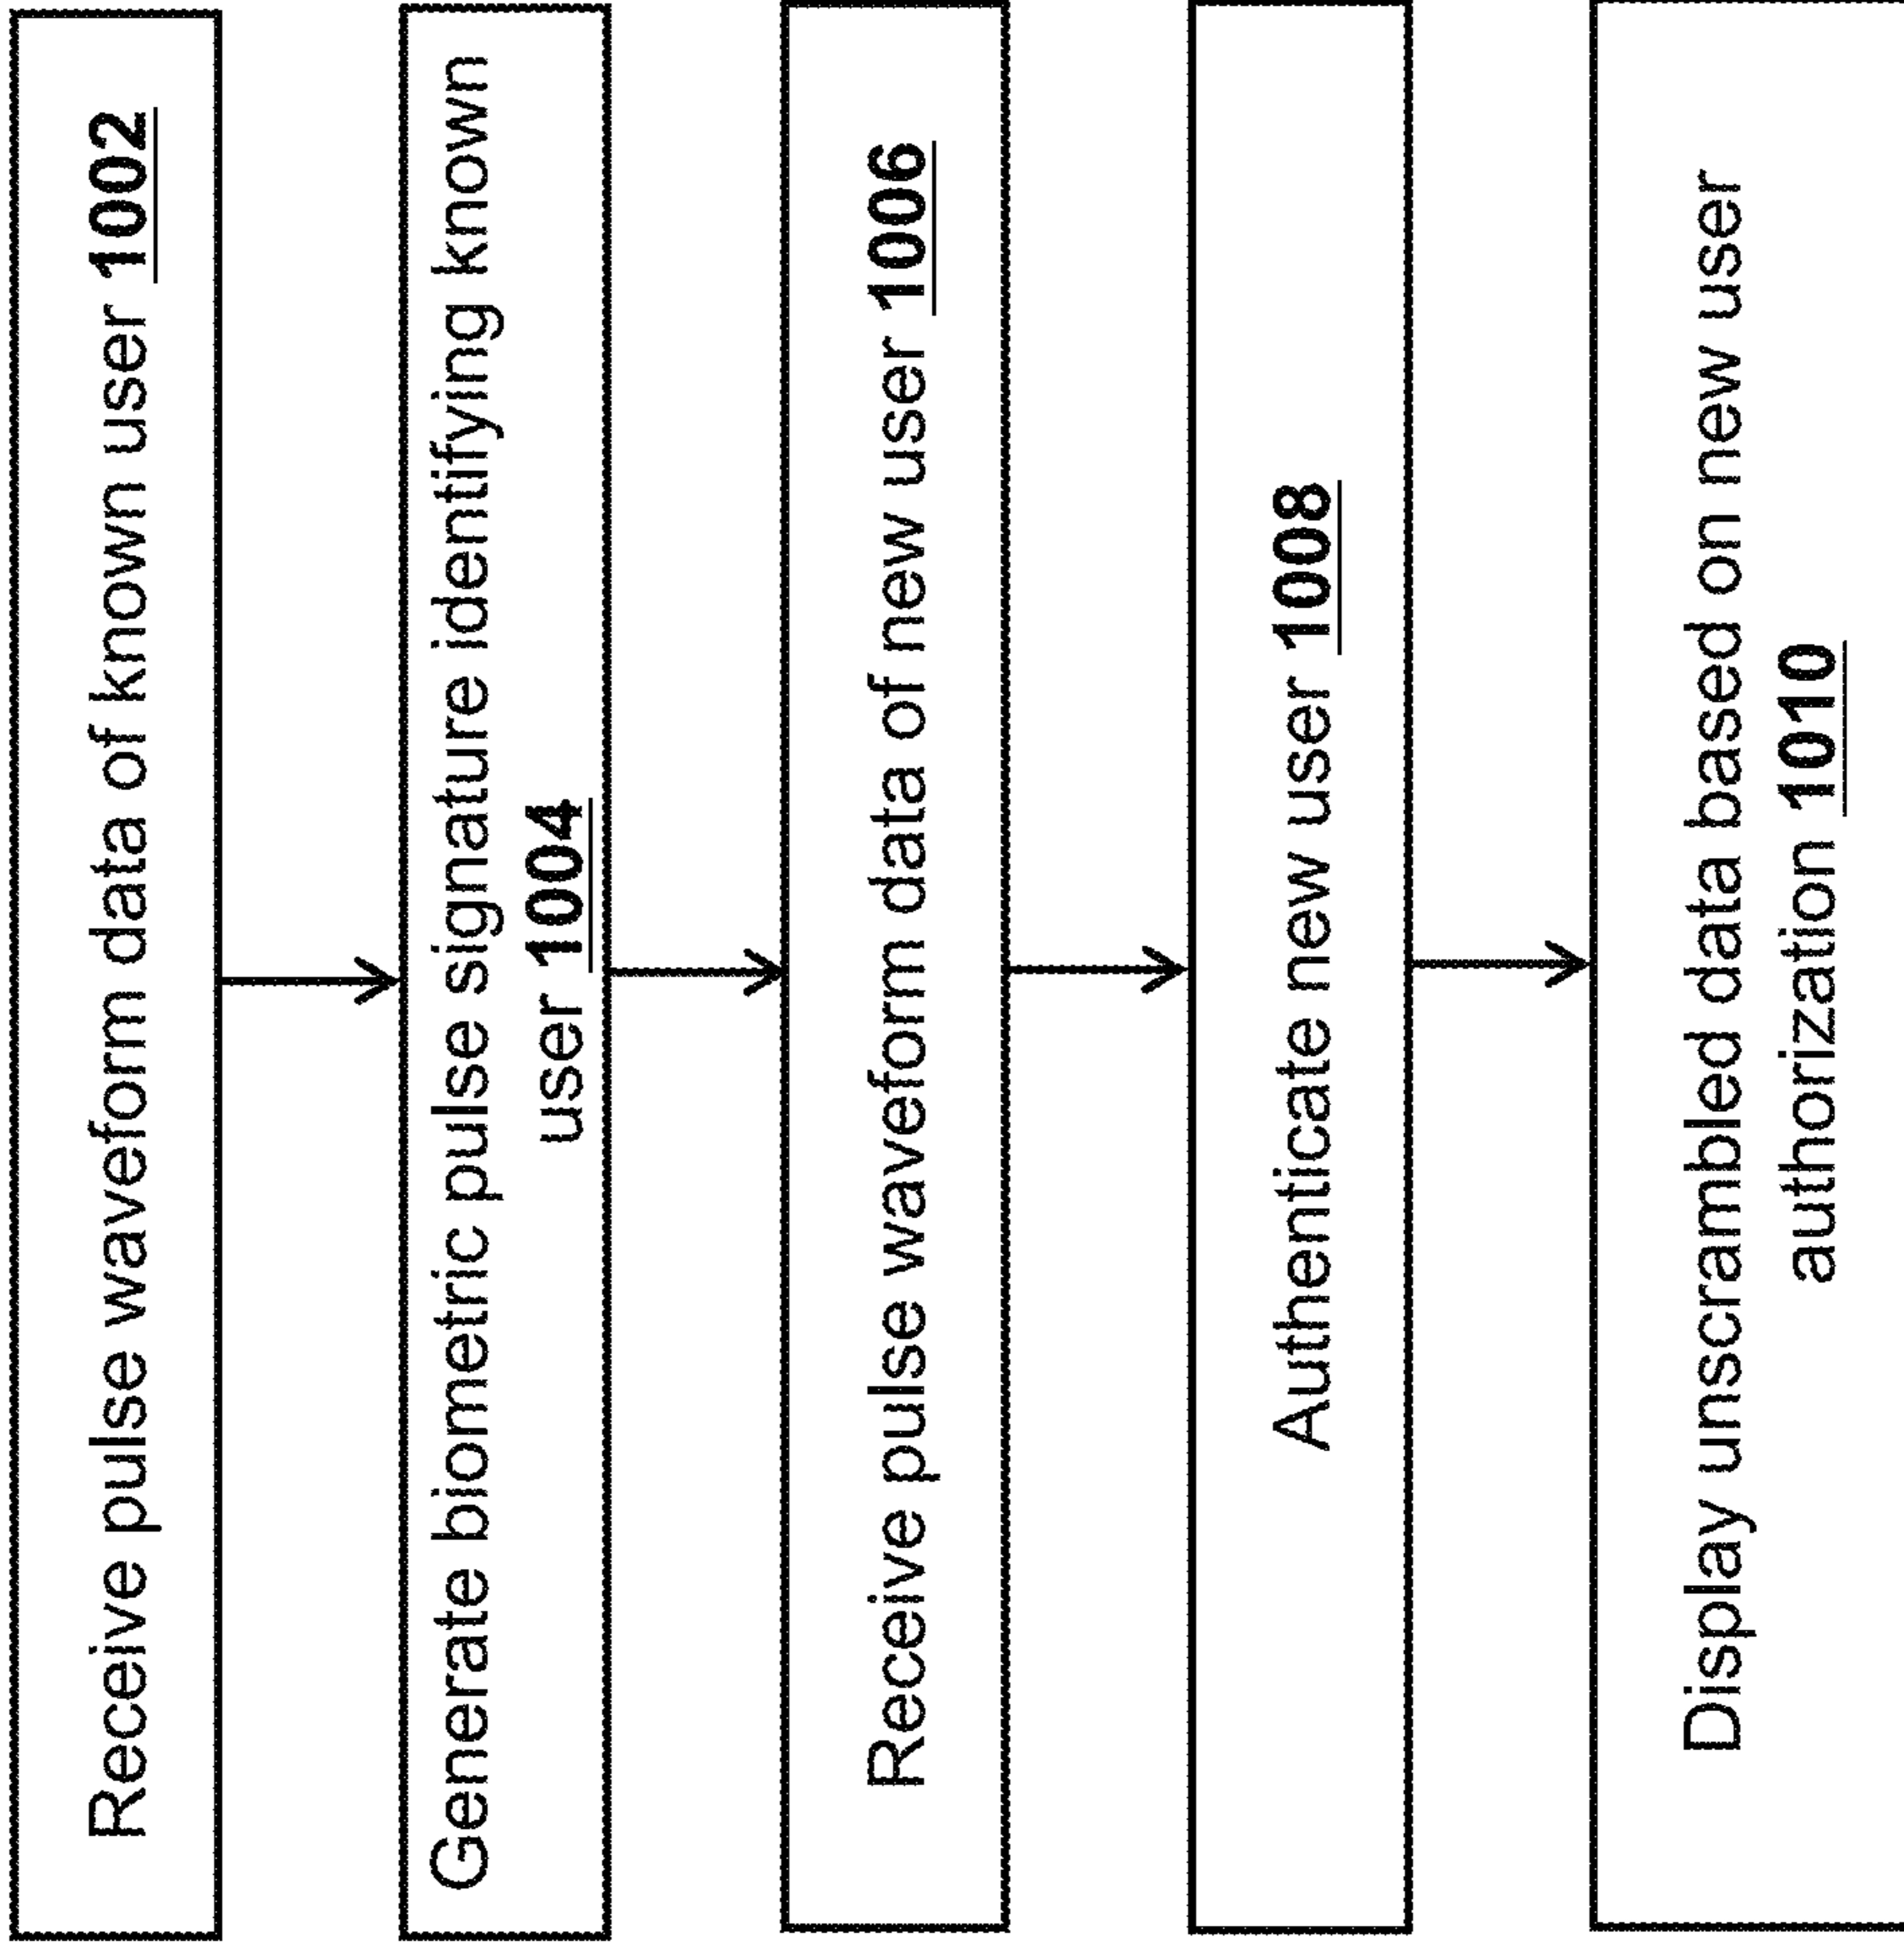 Receive pulse waveform data of known user 1002
Generate biometric pulse signature identifying known
user 1004
Receive pulse waveform data of new user 1006
Authenticate new user 1008
Display unscrambled data based on new user
authorization 1010